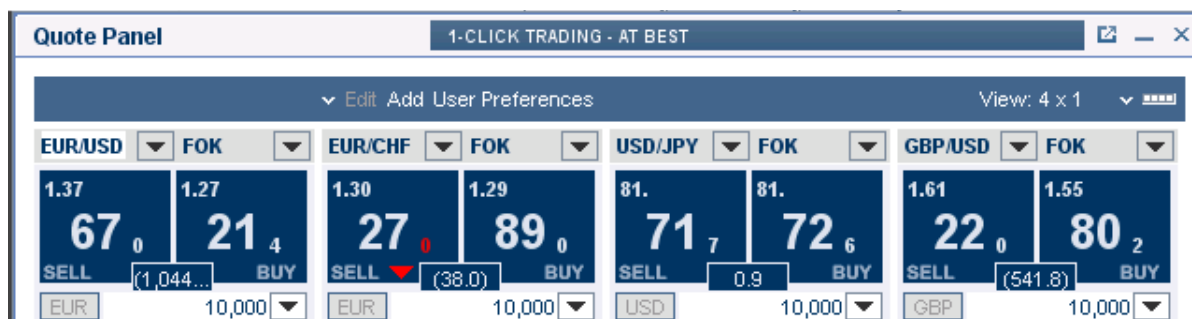 Quote Panel 1-CLICK TRADING - AT BEST
Edit Add User Preferences View: 4 x 1
EUR/USD FOK EUR/CHF FOK USD/JPY FOK GBP/USD FOK
1.37 1.27 1.30 1.29 81. 81. 1.61 1.55
67 0 21 4 27 0 89 0 71 7 72 6 22 0 80 2
SELL (1,044... BUY SELL (38.0) BUY SELL 0.9 BUY SELL (541.8) BUY
EUR 10,000 EUR 10,000 USD 10,000 GBP 10,000